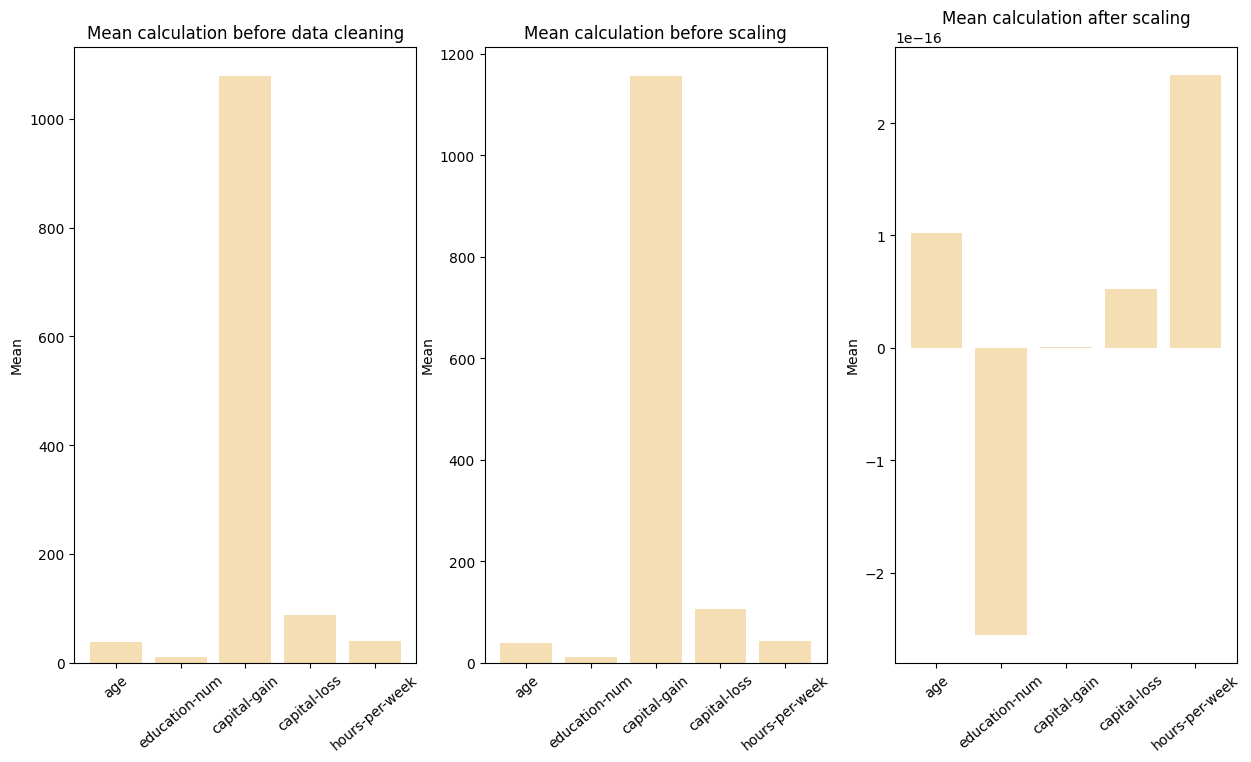 Mean calculation before data cleaning
Mean
1000
800
600
400
200
0
age
education-num
capital-gain
capital-loss
hours-per-week
Mean calculation before scaling
Mean
1200
1000
800
600
400
200
0
age
education-num
capital-gain
capital-loss
hours-per-week
Mean calculation after scaling
1e−16
Mean
2
1
0
−1
−2
age
education-num
capital-gain
capital-loss
hours-per-week